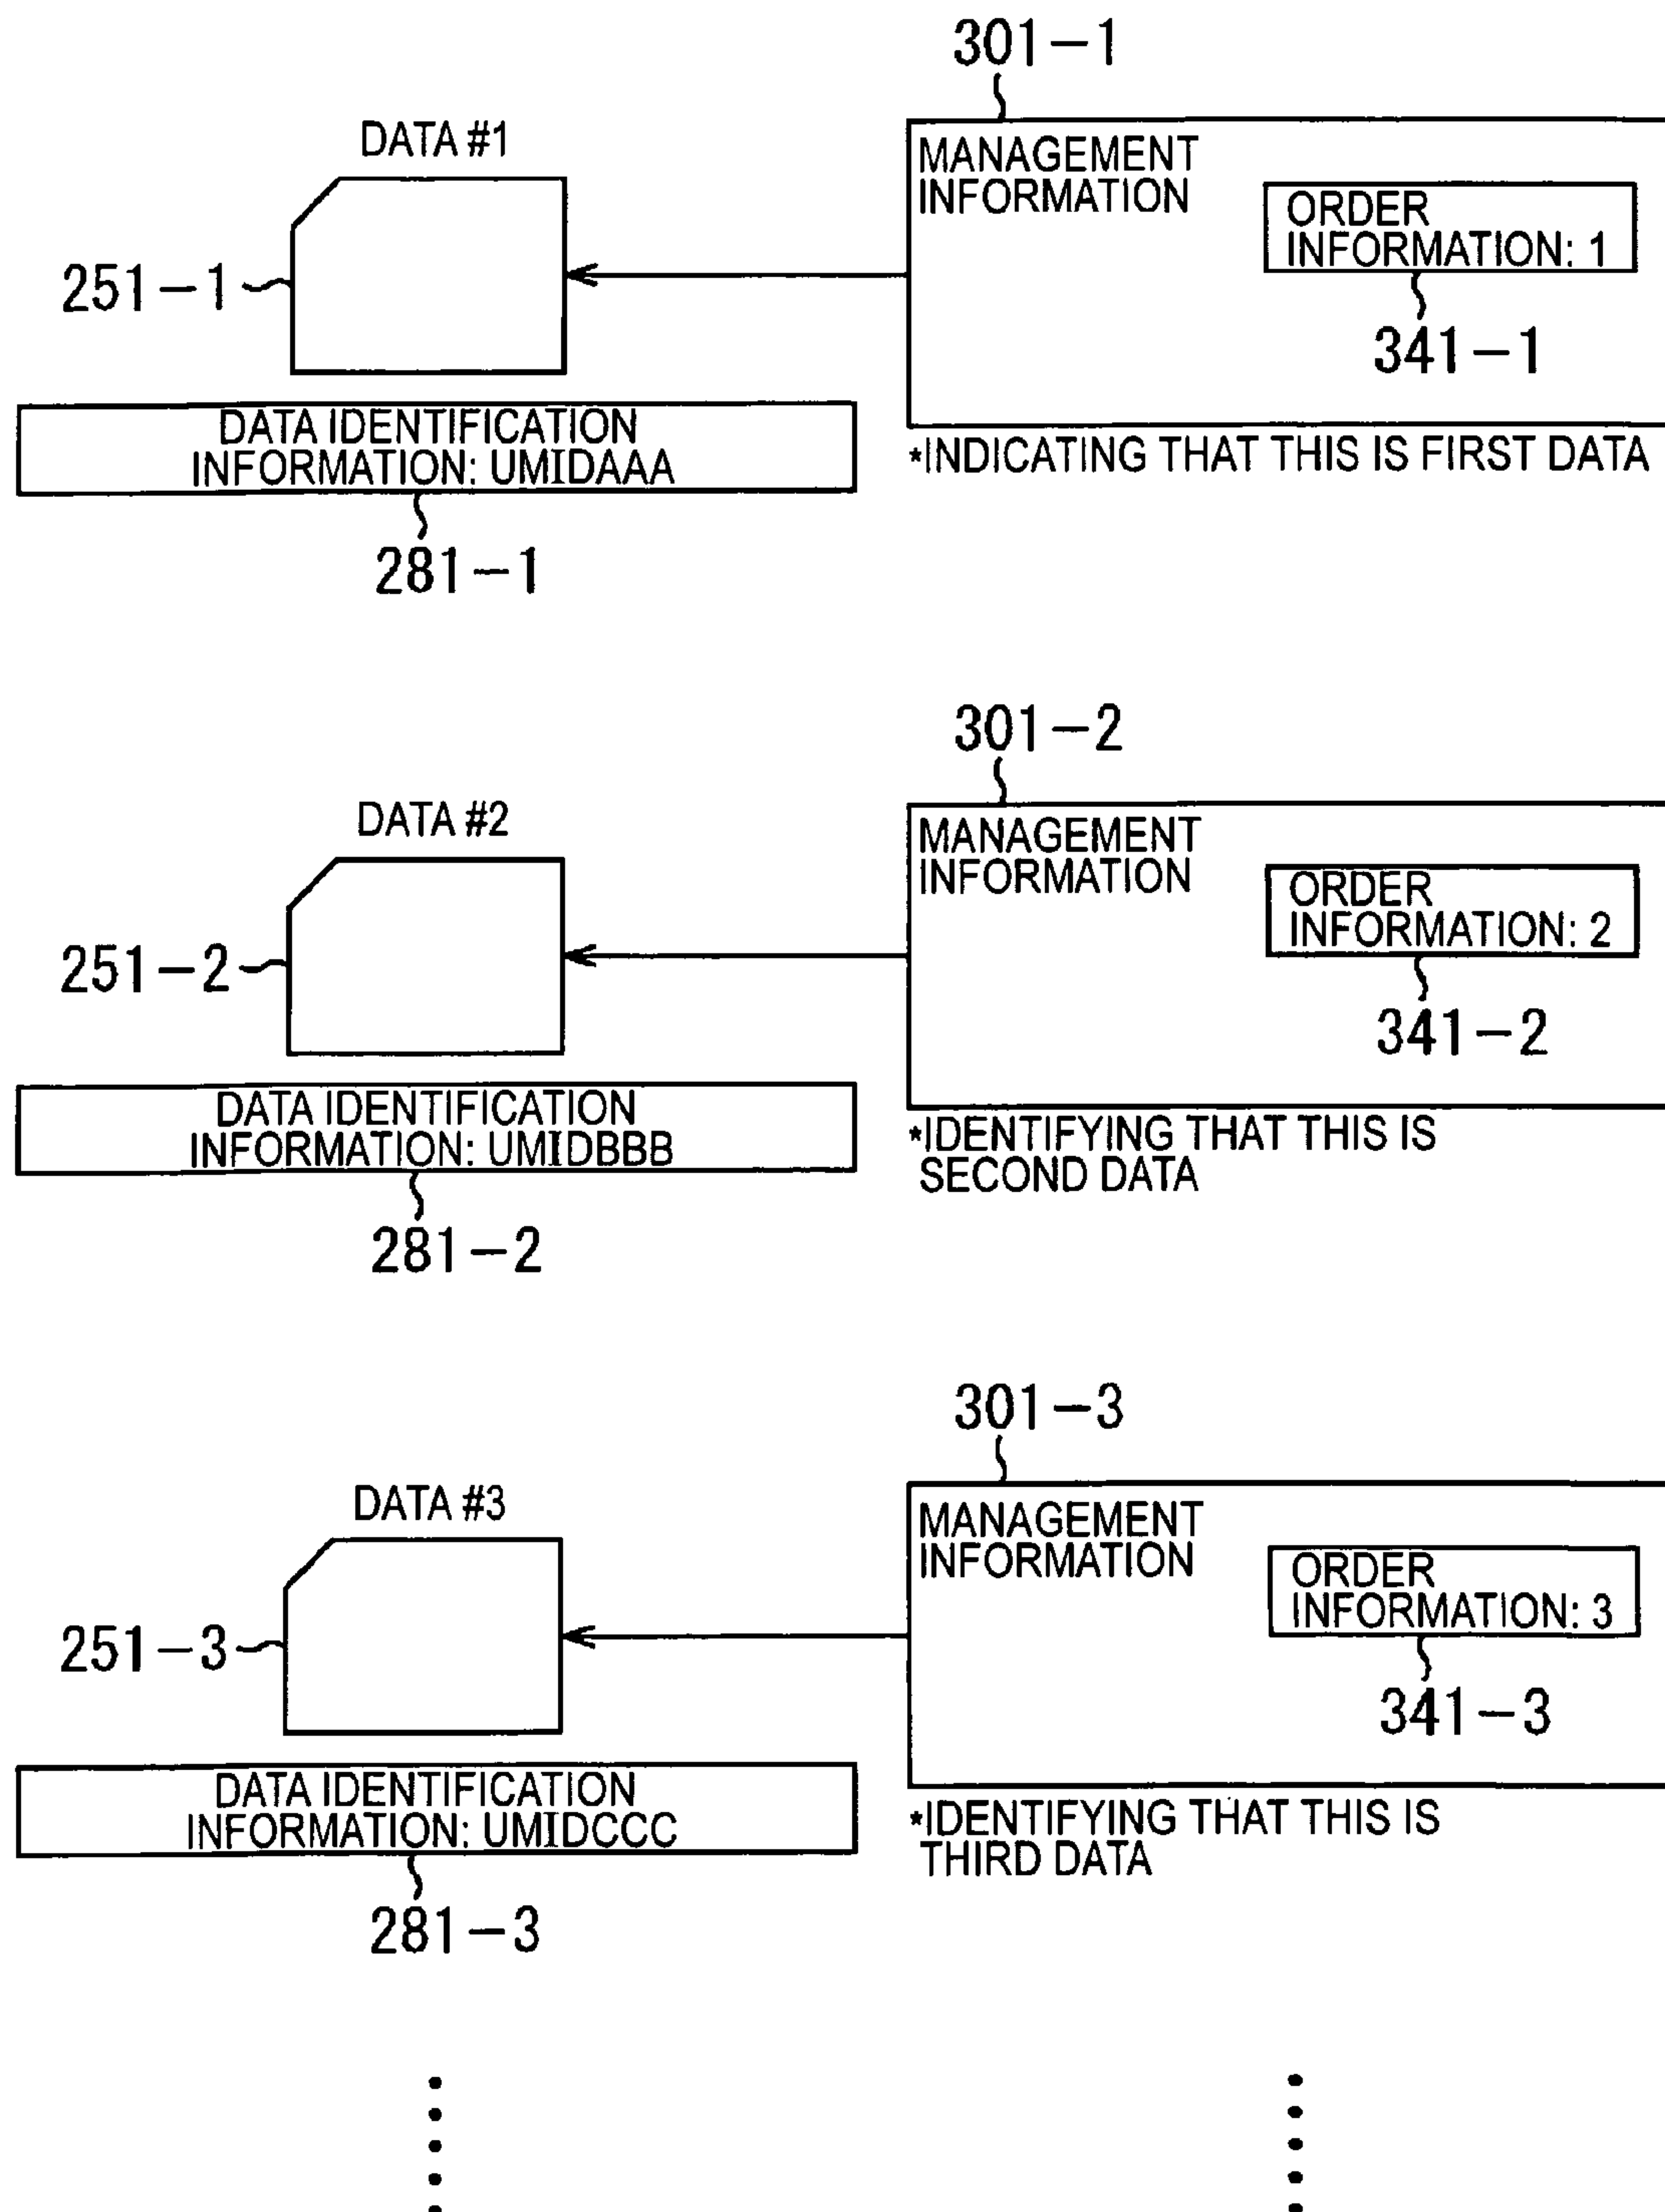 301-1
DATA #1
MANAGEMENT
INFORMATION
ORDER
INFORMATION: 1
251-1
341-1
DATA IDENTIFICATION
INFORMATION: UMIDAAA
*INDICATING THAT THIS IS FIRST DATA
281-1
301-2
DATA #2
MANAGEMENT
INFORMATION
ORDER
INFORMATION: 2
251-2
341-2
DATA IDENTIFICATION
INFORMATION: UMIDBBB
*IDENTIFYING THAT THIS IS
SECOND DATA
281-2
301-3
DATA #3
MANAGEMENT
INFORMATION
ORDER
INFORMATION: 3
251-3
341-3
DATA IDENTIFICATION
INFORMATION: UMIDCCC
*IDENTIFYING THAT THIS IS
THIRD DATA
281-3